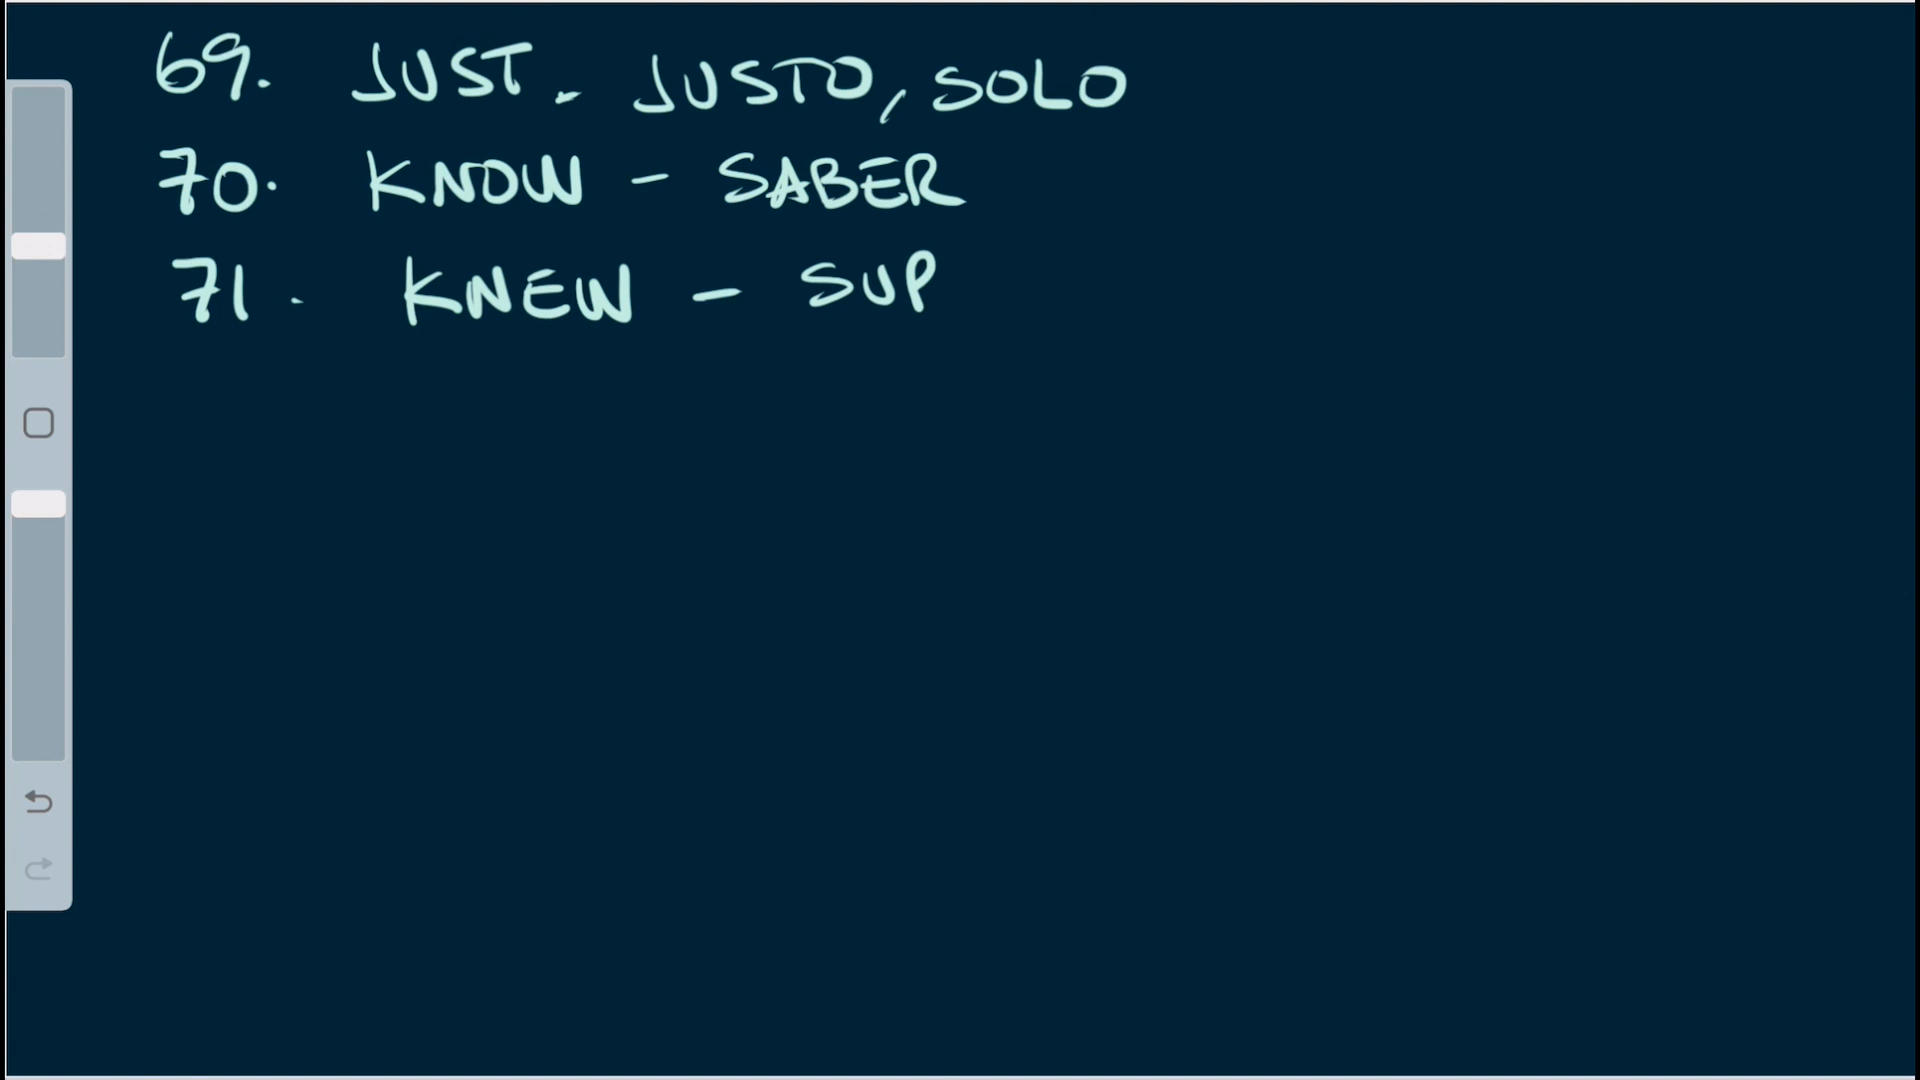 69. JUST - JUSTO, SOLO
70. KNOW - SABER
71. KNEW - SUP